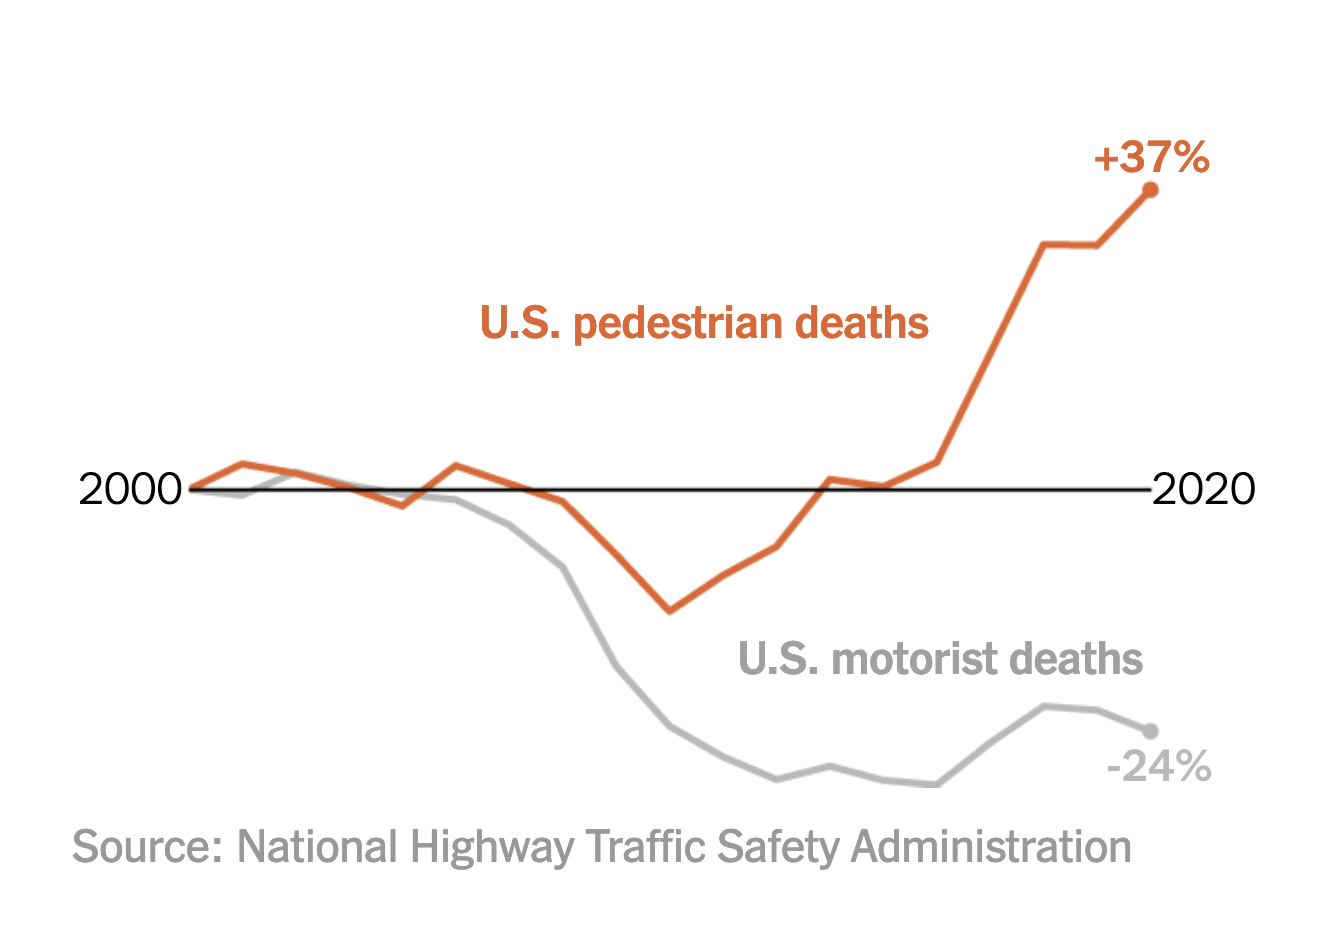 +37%
U.S. pedestrian deaths
2000
2020
U.S. motorist deaths
-24%
Source: National Highway Traffic Safety Administration